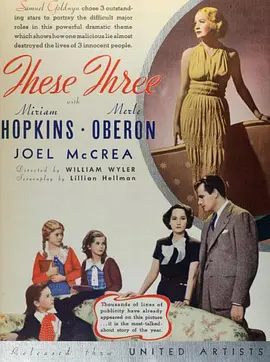 Samuel Goldwyn chose 3 outstand-
ing stars to portray the difficult major
roles in this powerful dramatic theme
which shows how one malicious lie almost
destroyed the lives of 3 innocent people.
These Three
with
Miriam Merle
HOPKINS · OBERON
JOEL McCREA
Directed by WILLIAM WYLER
Screenplay by Lillian Hellman
Thousands of lines of
publicity have already
appeared on this picture
...it is the most-talked-
about story of the year.
Released thru UNITED ARTISTS